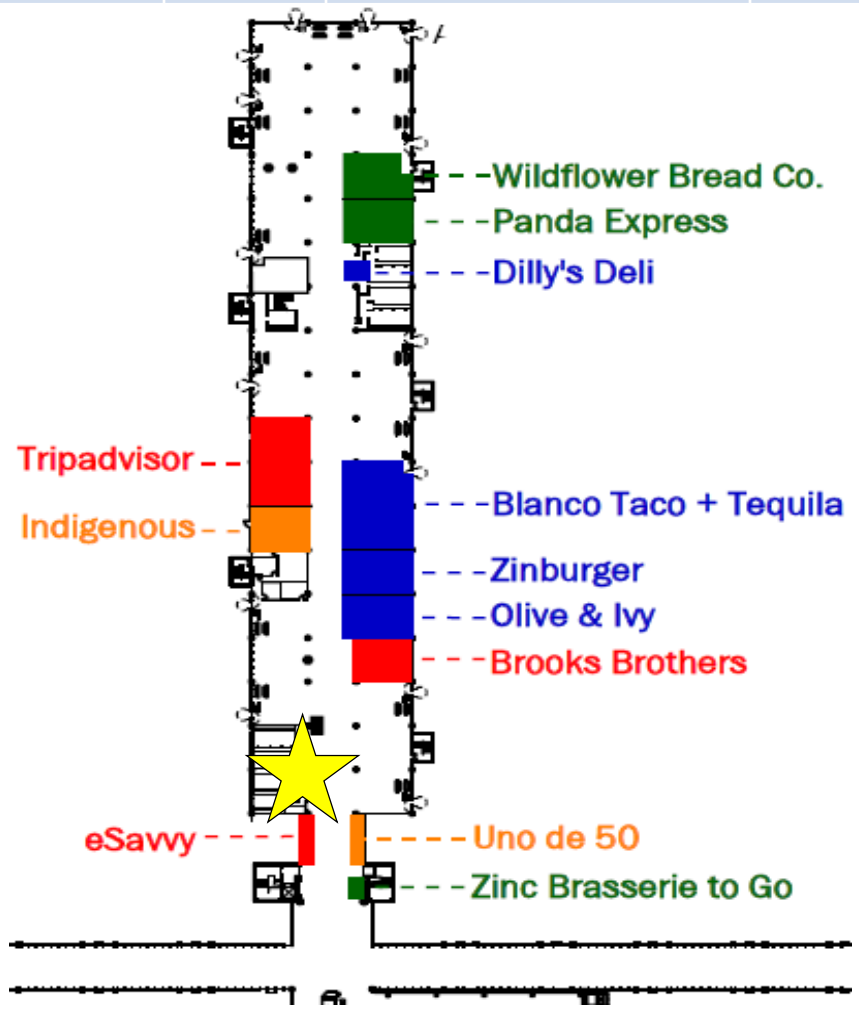 Wildflower Bread Co.
Panda Express
Dilly's Deli
Tripadvisor
Blanco Taco + Tequila
Indigenous
Zinburger
Olive & Ivy
Brooks Brothers
eSavvy
Uno de 50
Zinc Brasserie to Go